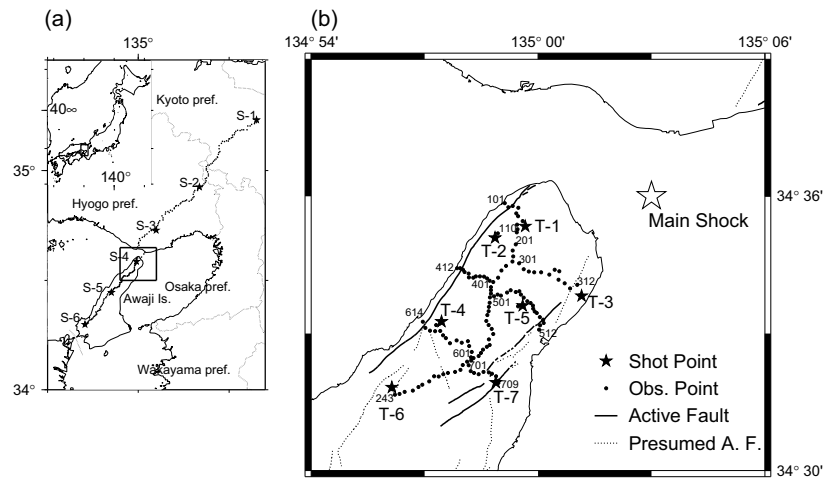 (a)
(b)
135°
134° 54'
135° 00'
135° 06'
Kyoto pref.
S-1
40°°
140°
35°
S-2
Hyogo pref.
S-3
S-4
Osaka pref.
S-5
Awaji Is.
S-6
Wakayama pref.
34°
34° 36'
Main Shock
101
110
T-1
T-2
201
301
312
412
401
501
T-3
T-5
614
T-4
512
601
701
709
243
T-6
T-7
Shot Point
Obs. Point
Active Fault
Presumed A. F.
34° 30'